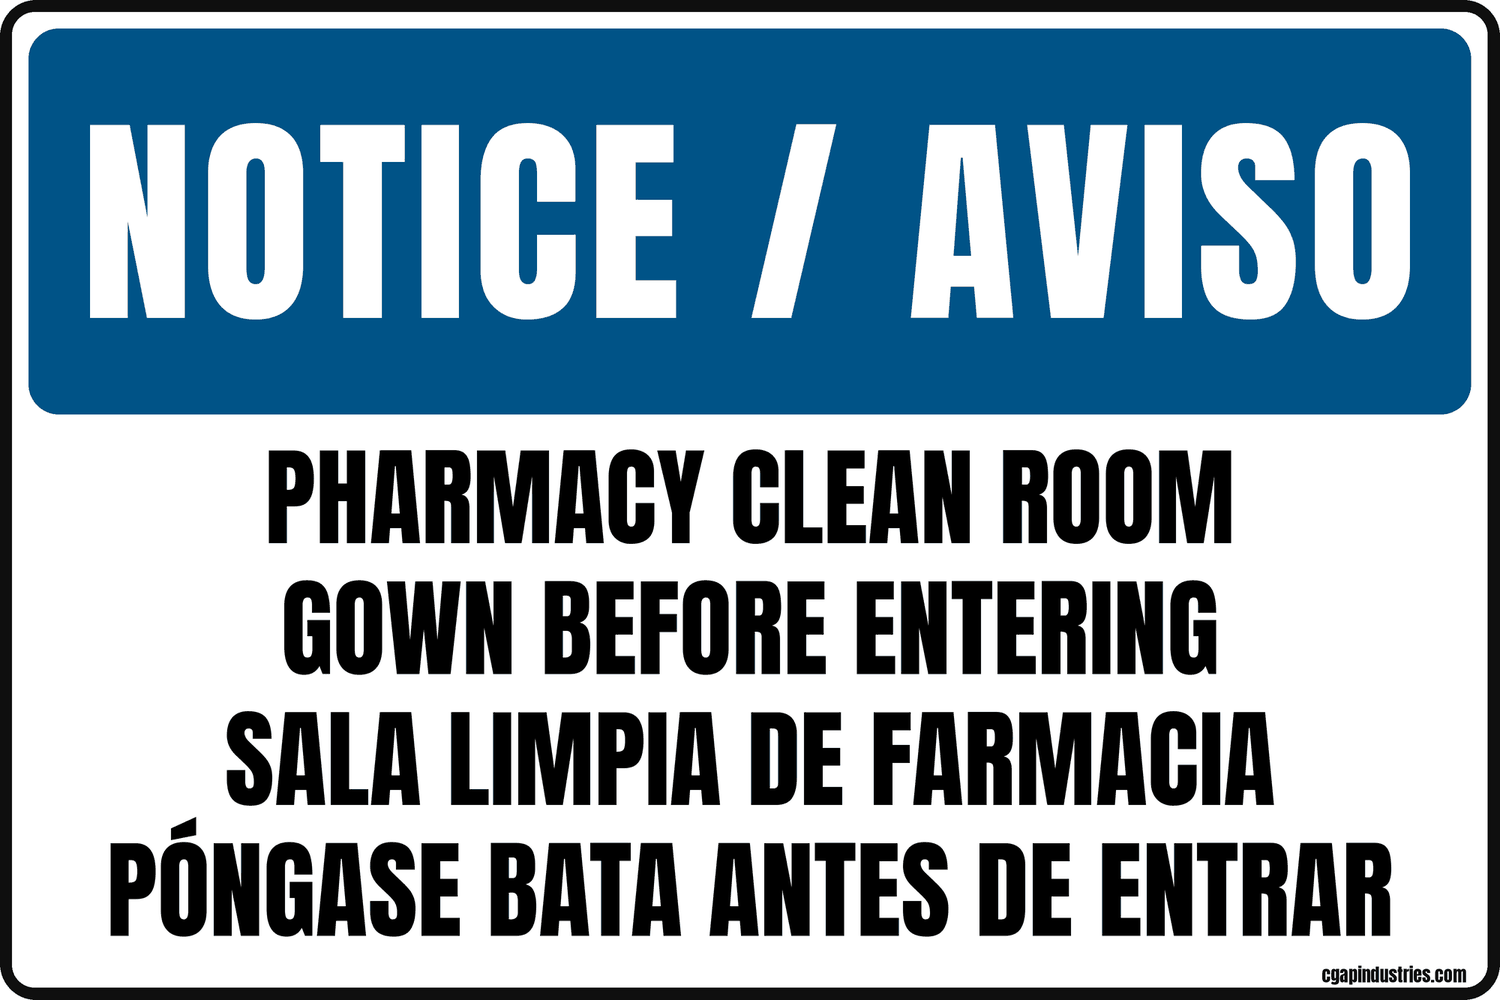 NOTICE / AVISO
PHARMACY CLEAN ROOM
GOWN BEFORE ENTERING
SALA LIMPIA DE FARMACIA
PÓNGASE BATA ANTES DE ENTRAR
cgapindustries.com